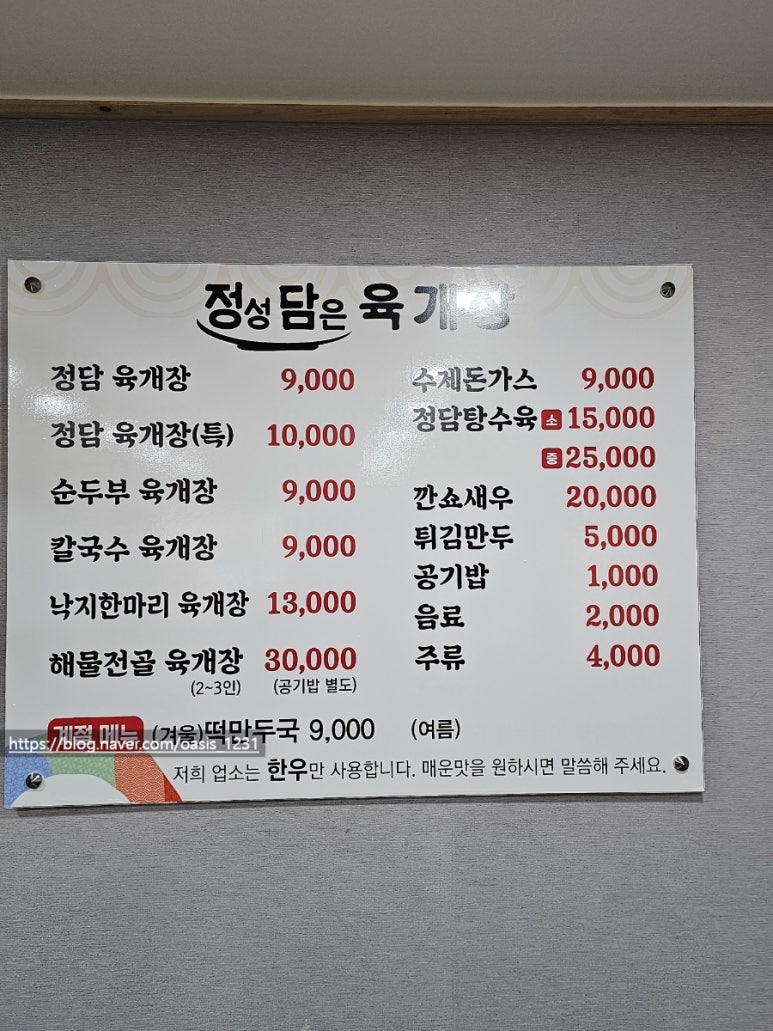 정성 담은 육개장
정담 육개장 9,000
정담 육개장(특) 10,000
순두부 육개장 9,000
칼국수 육개장 9,000
낙지한마리 육개장 13,000
해물전골 육개장 30,000
(2~3인) (공기밥 별도)
수제돈가스 9,000
정담탕수육 소 15,000
중 25,000
깐쇼새우 20,000
튀김만두 5,000
공기밥 1,000
음료 2,000
주류 4,000
계절 메뉴 (겨울)떡만두국 9,000 (여름)
https://blog.naver.com/oasis_1231
저희 업소는 한우만 사용합니다. 매운맛을 원하시면 말씀해 주세요.